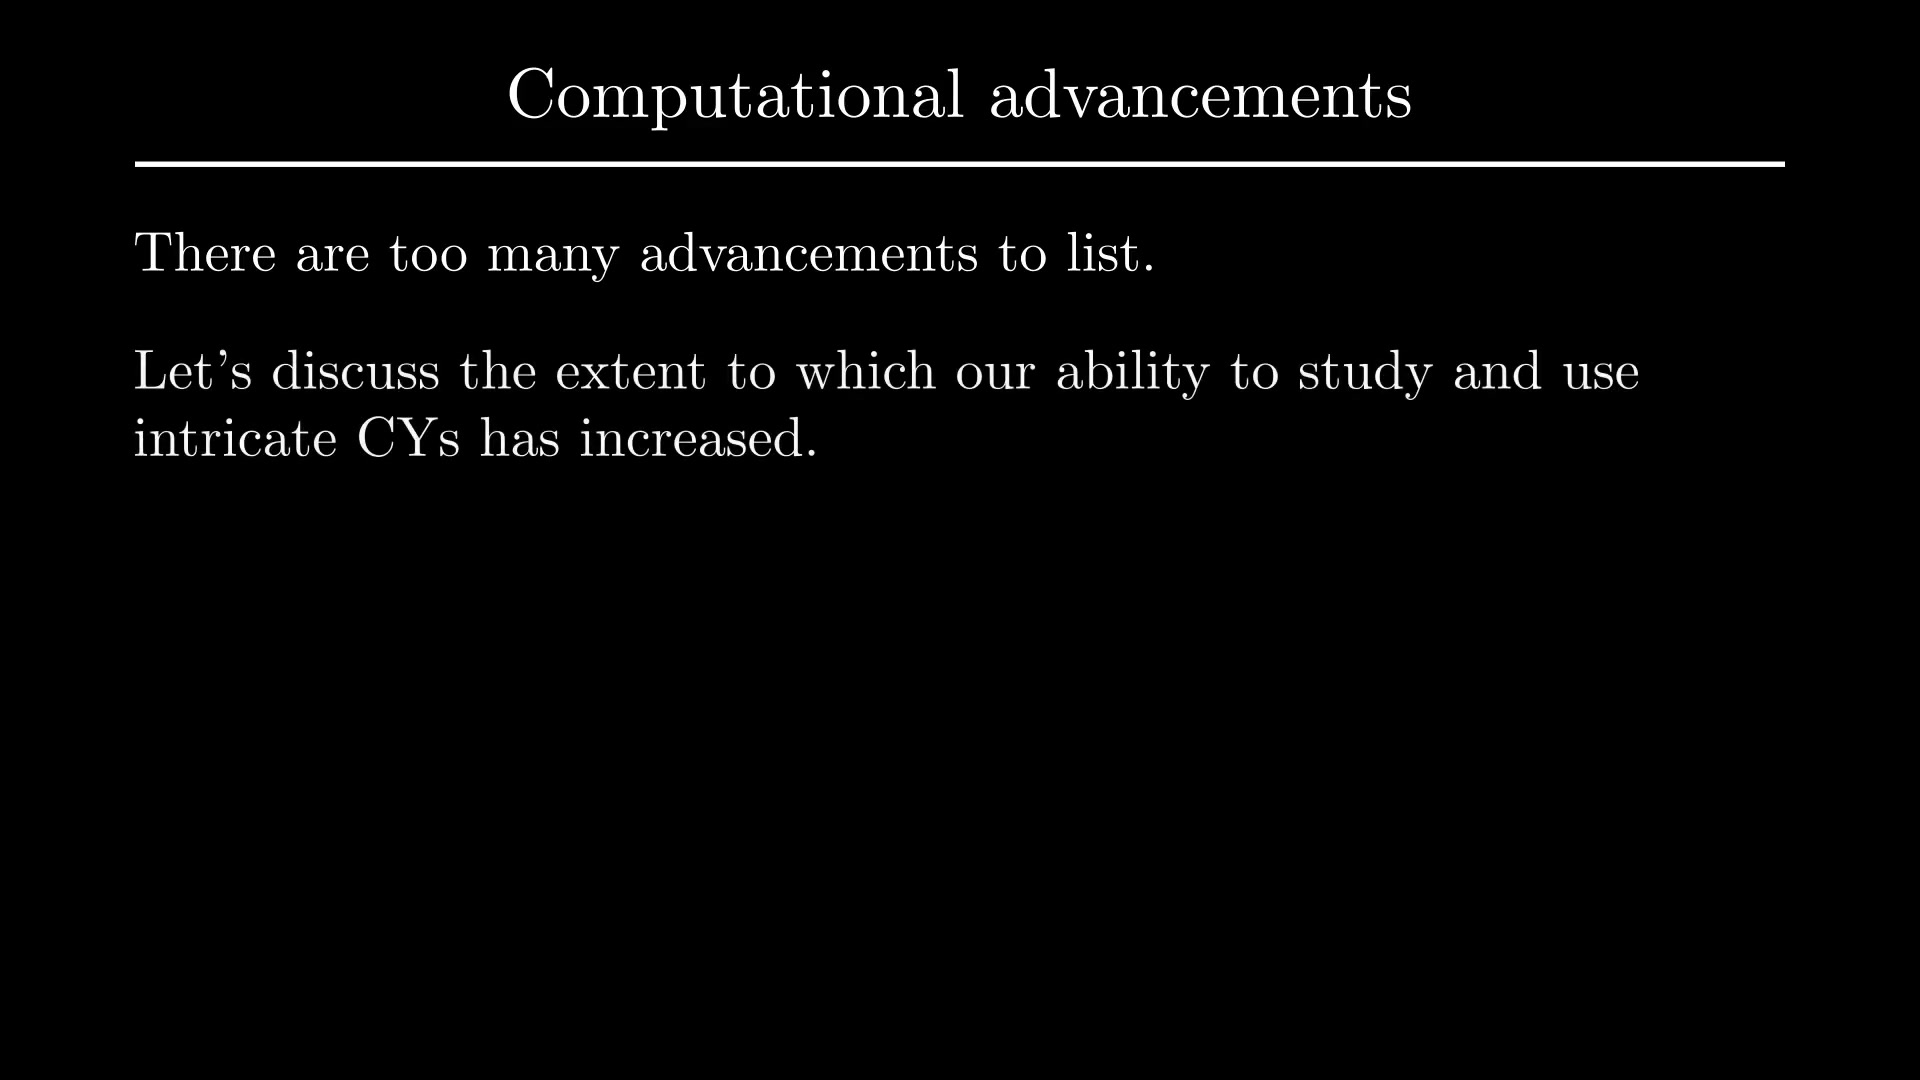 Computational advancements
There are too many advancements to list.
Let's discuss the extent to which our ability to study and use
intricate CYs has increased.